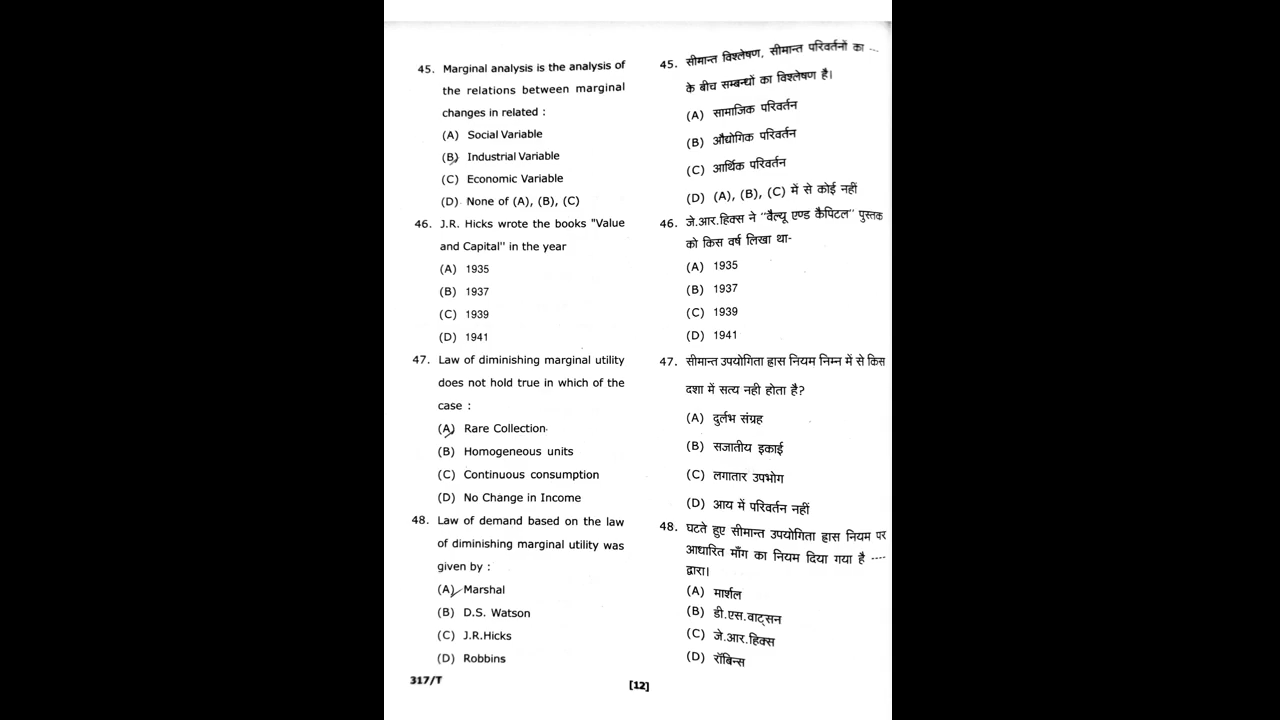 45. Marginal analysis is the analysis of
the relations between marginal
changes in related :
(A) Social Variable
(B) Industrial Variable
(C) Economic Variable
(D) None of (A), (B), (C)
46. J.R. Hicks wrote the books "Value
and Capital" in the year
(A) 1935
(B) 1937
(C) 1939
(D) 1941
47. Law of diminishing marginal utility
does not hold true in which of the
case :
(A) Rare Collection
(B) Homogeneous units
(C) Continuous consumption
(D) No Change in Income
48. Law of demand based on the law
of diminishing marginal utility was
given by :
(A) Marshal
(B) D.S. Watson
(C) J.R.Hicks
(D) Robbins
45. सीमान्त विश्लेषण, सीमान्त परिवर्तनों का ---
के बीच सम्बन्धों का विश्लेषण है।
(A) सामाजिक परिवर्तन
(B) औद्योगिक परिवर्तन
(C) आर्थिक परिवर्तन
(D) (A), (B), (C) में से कोई नहीं
46. जे.आर.हिक्स ने "वैल्यू एण्ड कैपिटल" पुस्तक
को किस वर्ष लिखा था-
(A) 1935
(B) 1937
(C) 1939
(D) 1941
47. सीमान्त उपयोगिता ह्रास नियम निम्न में से किस
दशा में सत्य नही होता है?
(A) दुर्लभ संग्रह
(B) सजातीय इकाई
(C) लगातार उपभोग
(D) आय में परिवर्तन नहीं
48. घटते हुए सीमान्त उपयोगिता ह्रास नियम पर
आधारित माँग का नियम दिया गया है ----
द्वारा।
(A) मार्शल
(B) डी.एस.वाट्सन
(C) जे.आर.हिक्स
(D) रॉबिन्स
317/T
[12]